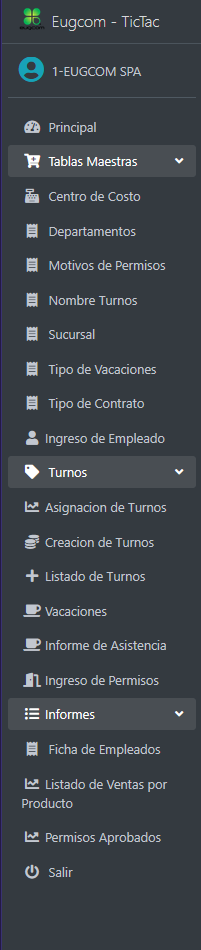 eugcom
Eugcom - TicTac
1-EUGCOM SPA
Principal
Tablas Maestras
Centro de Costo
Departamentos
Motivos de Permisos
Nombre Turnos
Sucursal
Tipo de Vacaciones
Tipo de Contrato
Ingreso de Empleado
Turnos
Asignacion de Turnos
Creacion de Turnos
Listado de Turnos
Vacaciones
Informe de Asistencia
Ingreso de Permisos
Informes
Ficha de Empleados
Listado de Ventas por
Producto
Permisos Aprobados
Salir